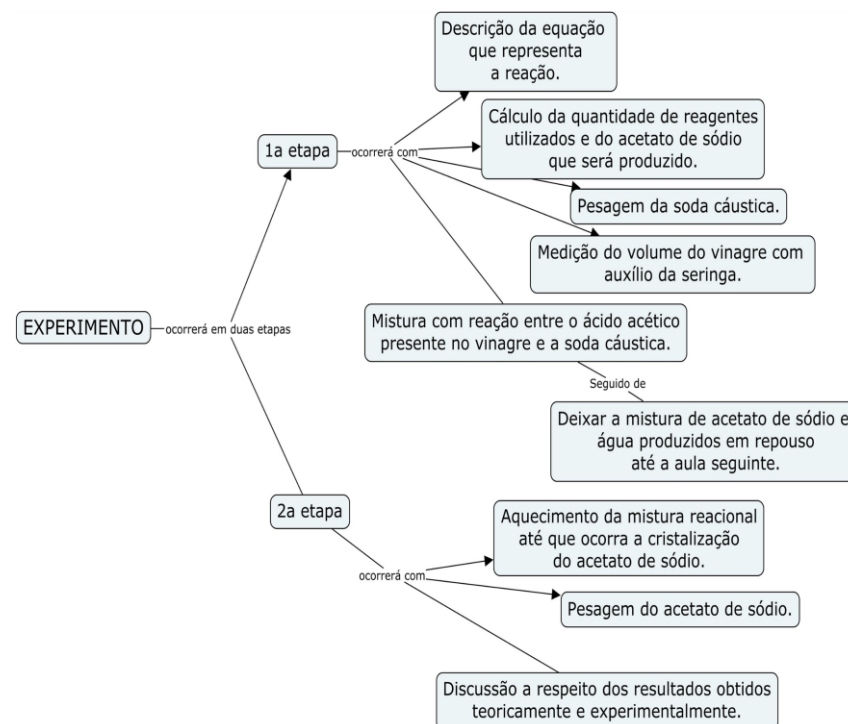 Descrição da equação
que representa
a reação.
Cálculo da quantidade de reagentes
utilizados e do acetato de sódio
que será produzido.
1a etapa
ocorrerá com
Pesagem da soda cáustica.
Medição do volume do vinagre com
auxílio da seringa.
EXPERIMENTO
ocorrerá em duas etapas
Mistura com reação entre o ácido acético
presente no vinagre e a soda cáustica.
Seguido de
Deixar a mistura de acetato de sódio e
água produzidos em repouso
até a aula seguinte.
2a etapa
Aquecimento da mistura reacional
até que ocorra a cristalização
do acetato de sódio.
ocorrerá com
Pesagem do acetato de sódio.
Discussão a respeito dos resultados obtidos
teoricamente e experimentalmente.